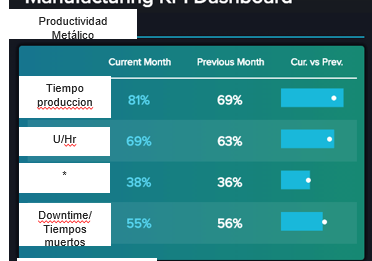 Manufacturing KPI Dashboard
Productividad
Metálico
Current Month Previous Month Cur. vs Prev.
Tiempo
produccion
81% 69%
U/Hr
69% 63%
*
38% 36%
Downtime/
Tiempos
muertos
55% 56%